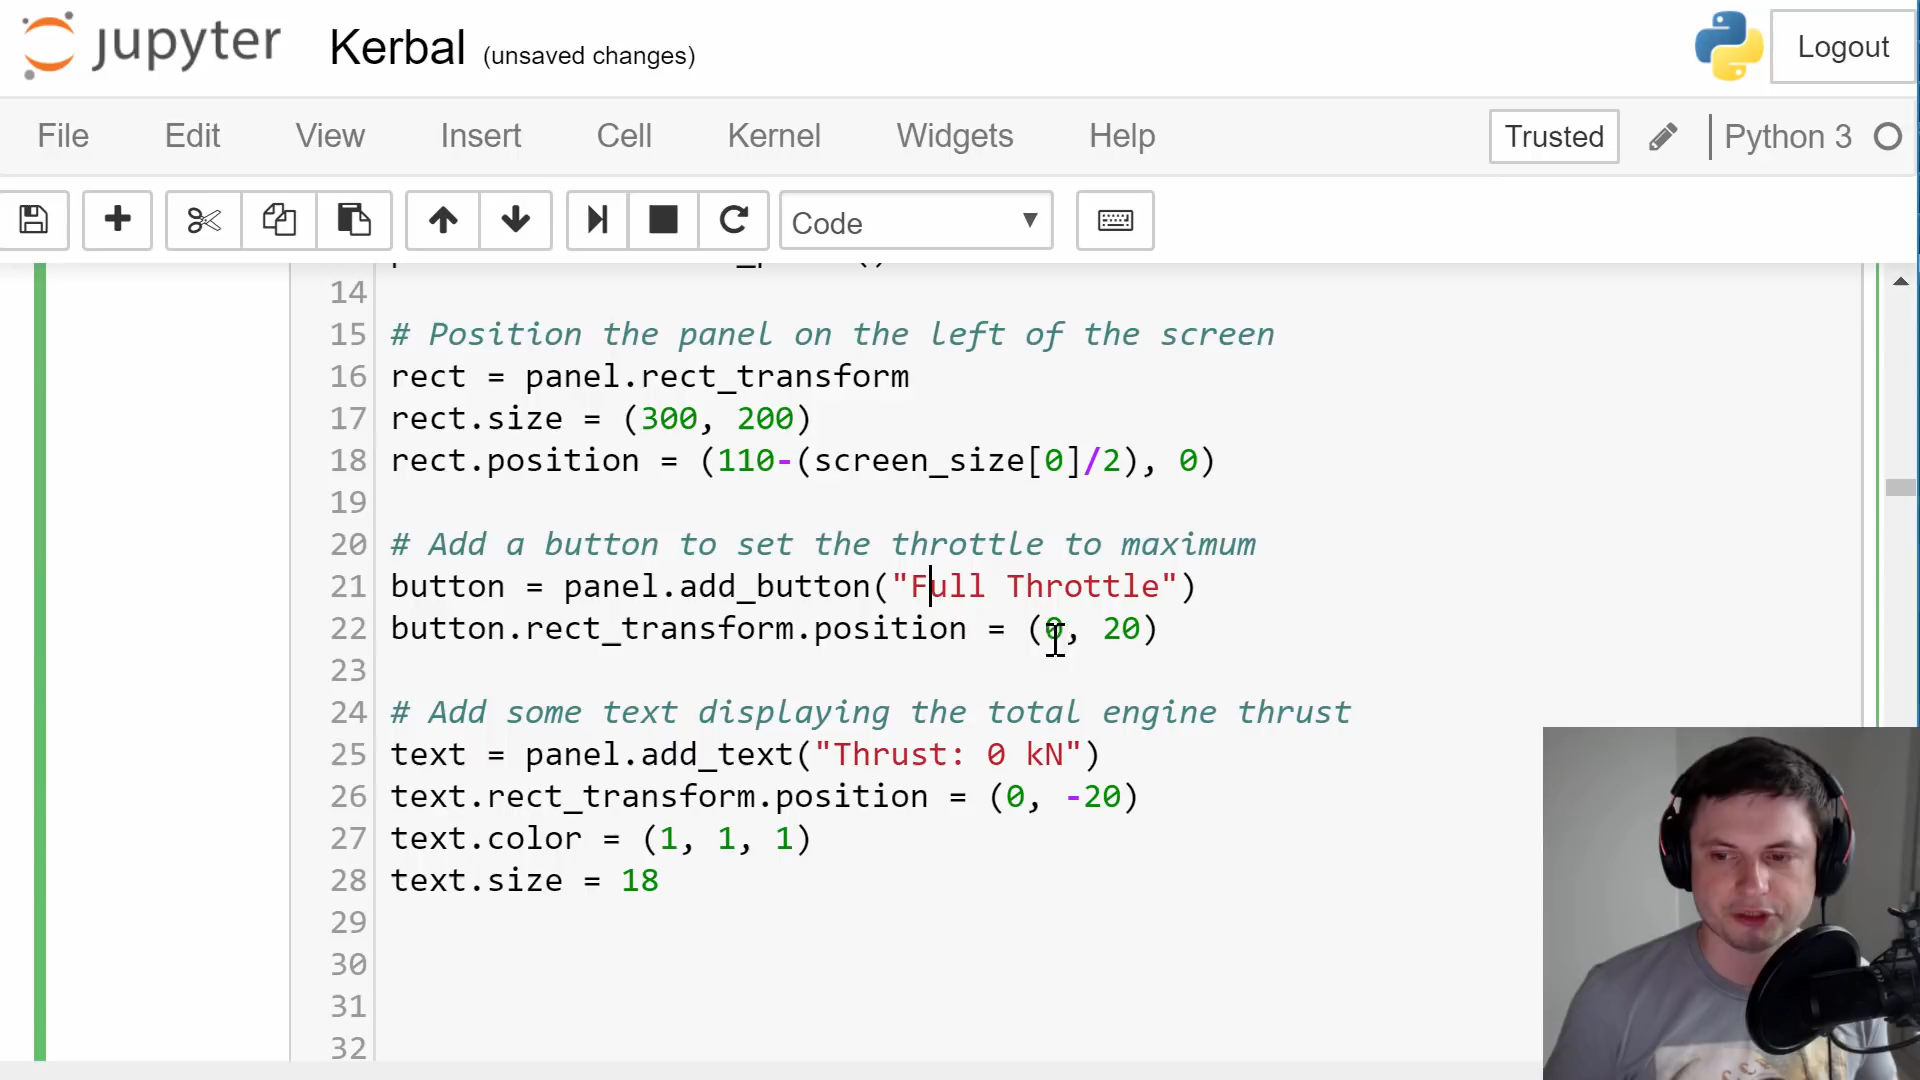 jupyter Kerbal (unsaved changes) Logout
File Edit View Insert Cell Kernel Widgets Help Trusted Python 3
Code
14
15 # Position the panel on the left of the screen
16 rect = panel.rect_transform
17 rect.size = (300, 200)
18 rect.position = (110-(screen_size[0]/2), 0)
19
20 # Add a button to set the throttle to maximum
21 button = panel.add_button("Full Throttle")
22 button.rect_transform.position = (0, 20)
23
24 # Add some text displaying the total engine thrust
25 text = panel.add_text("Thrust: 0 kN")
26 text.rect_transform.position = (0, -20)
27 text.color = (1, 1, 1)
28 text.size = 18
29
30
31
32